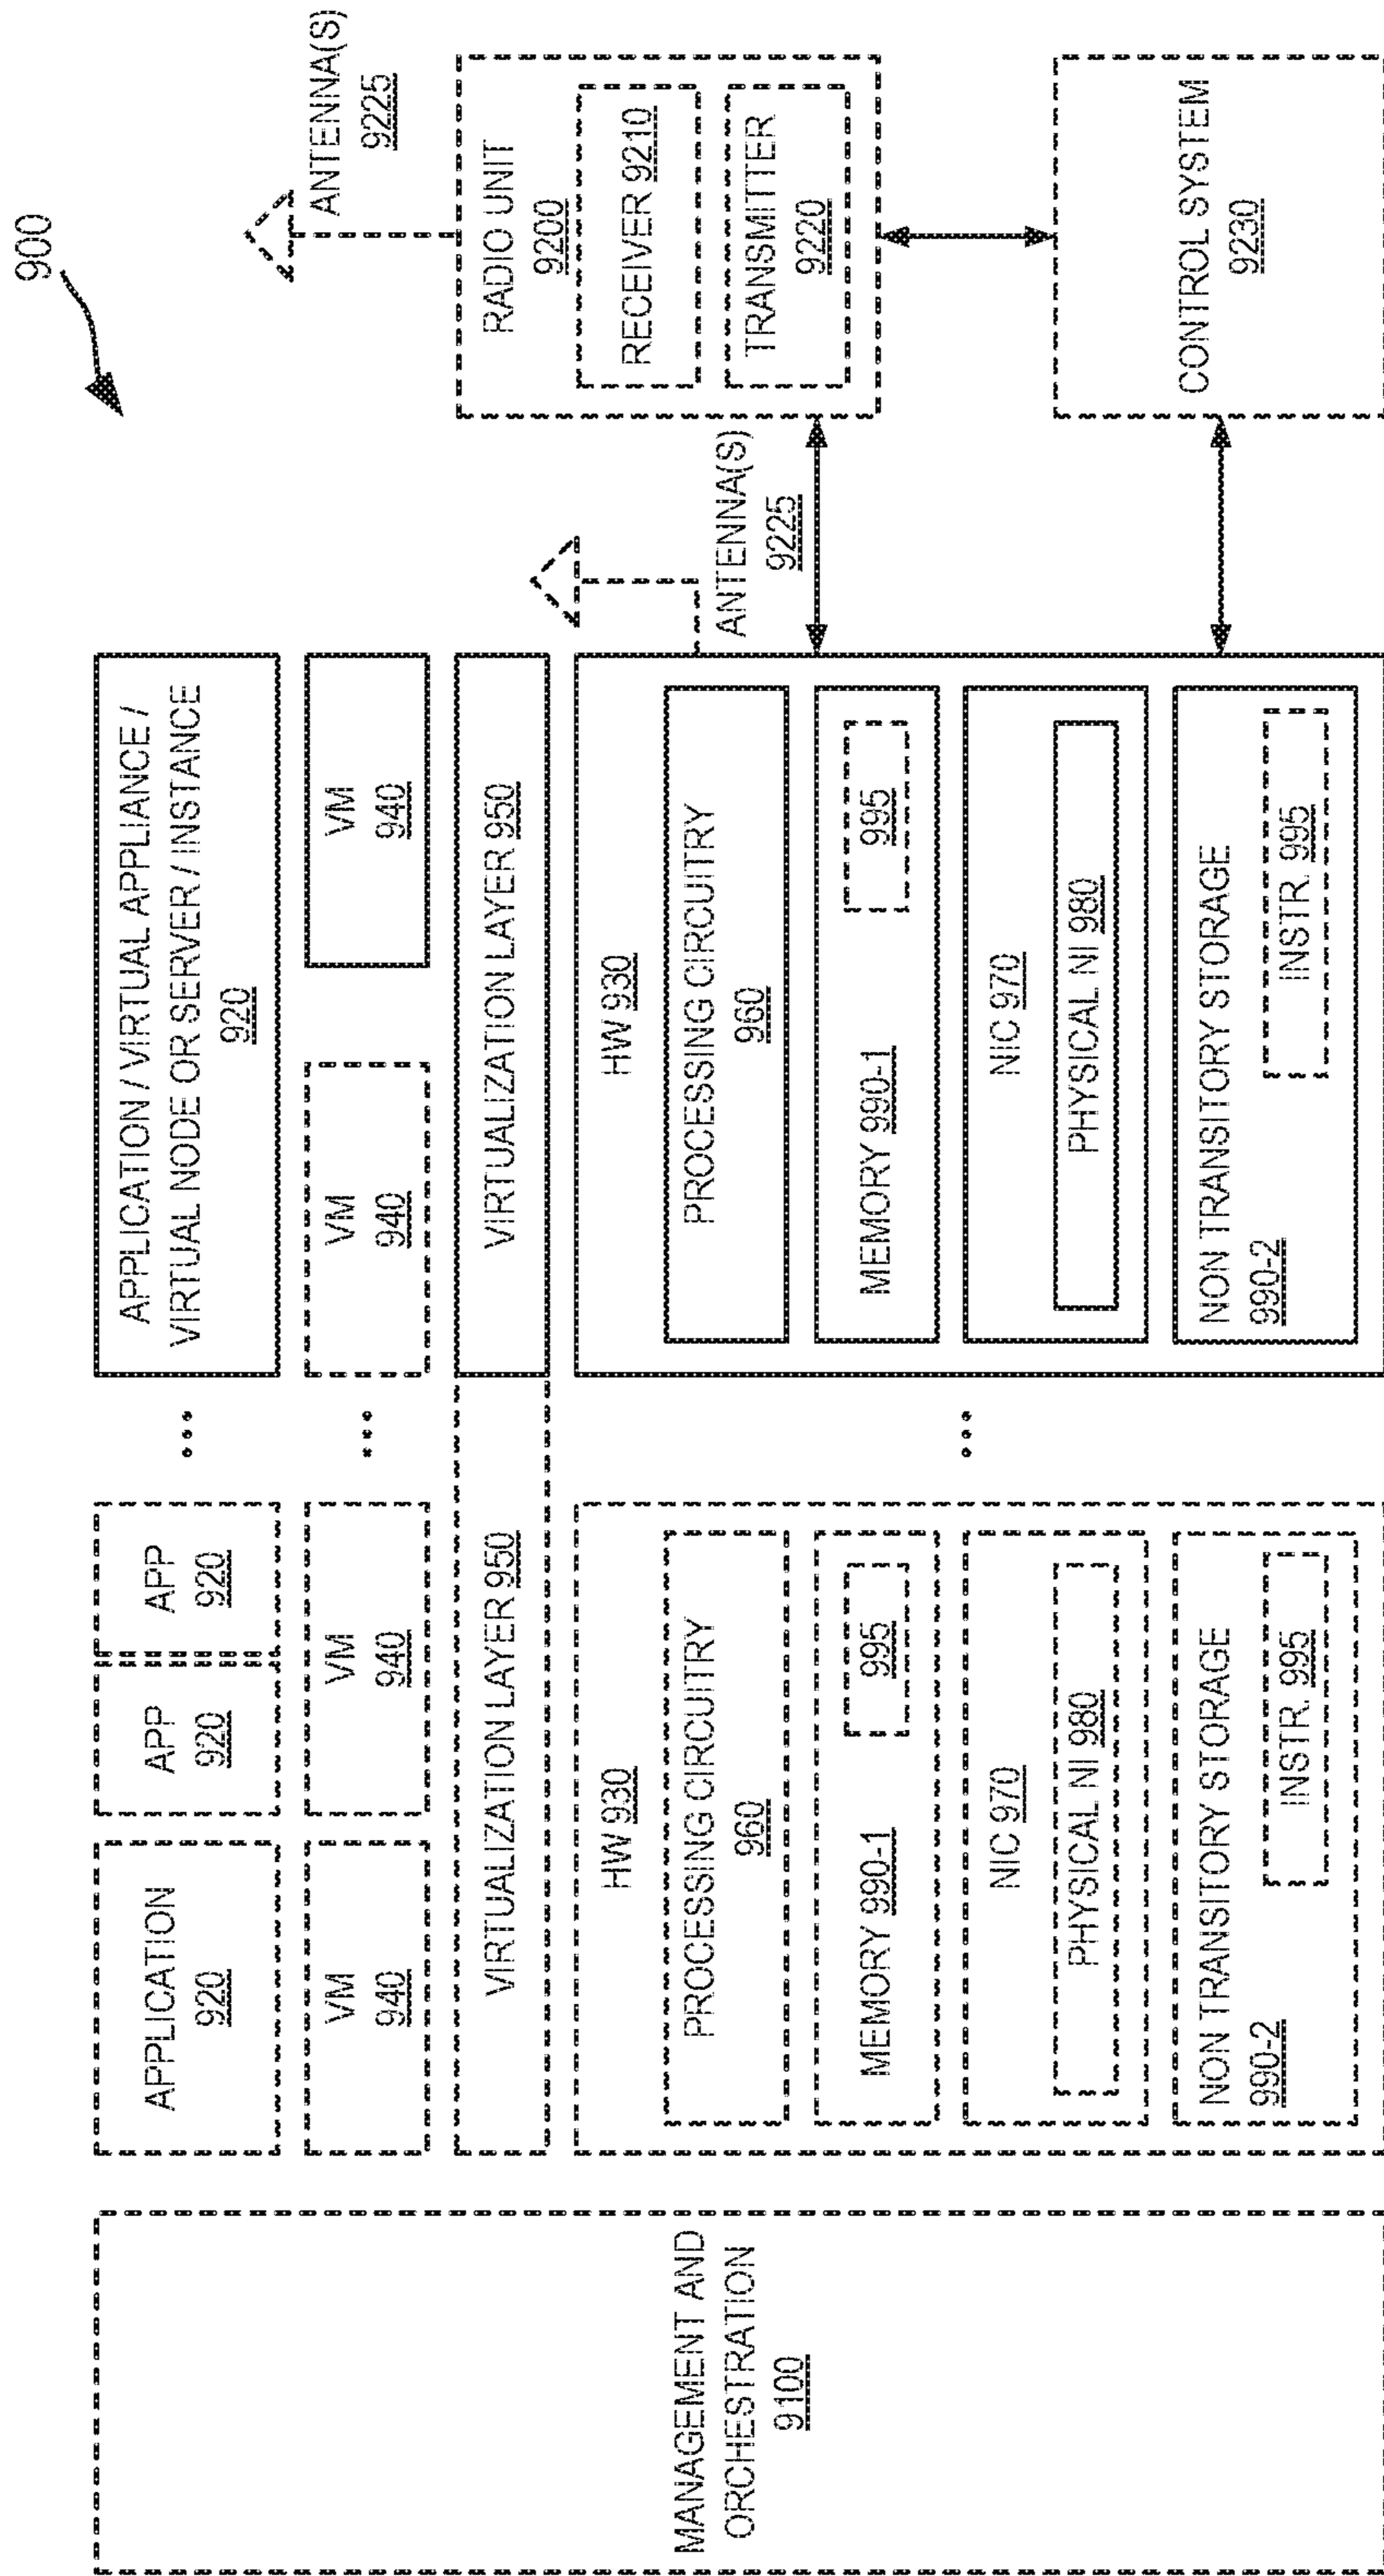 900
MANAGEMENT AND
ORCHESTRATION
9100
APPLICATION
920
APP
920
APP
920
...
APPLICATION / VIRTUAL APPLIANCE /
VIRTUAL NODE OR SERVER / INSTANCE
920
VM
940
VM
940
...
VM
940
VM
940
VIRTUALIZATION LAYER 950
VIRTUALIZATION LAYER 950
HW 930
PROCESSING CIRCUITRY
960
MEMORY 990-1
995
NIC 970
PHYSICAL NI 980
NON TRANSITORY STORAGE
990-2
INSTR. 995
...
HW 930
PROCESSING CIRCUITRY
960
MEMORY 990-1
995
NIC 970
PHYSICAL NI 980
NON TRANSITORY STORAGE
990-2
INSTR. 995
ANTENNA(S)
9225
ANTENNA(S)
9225
RADIO UNIT
9200
RECEIVER 9210
TRANSMITTER
9220
CONTROL SYSTEM
9230